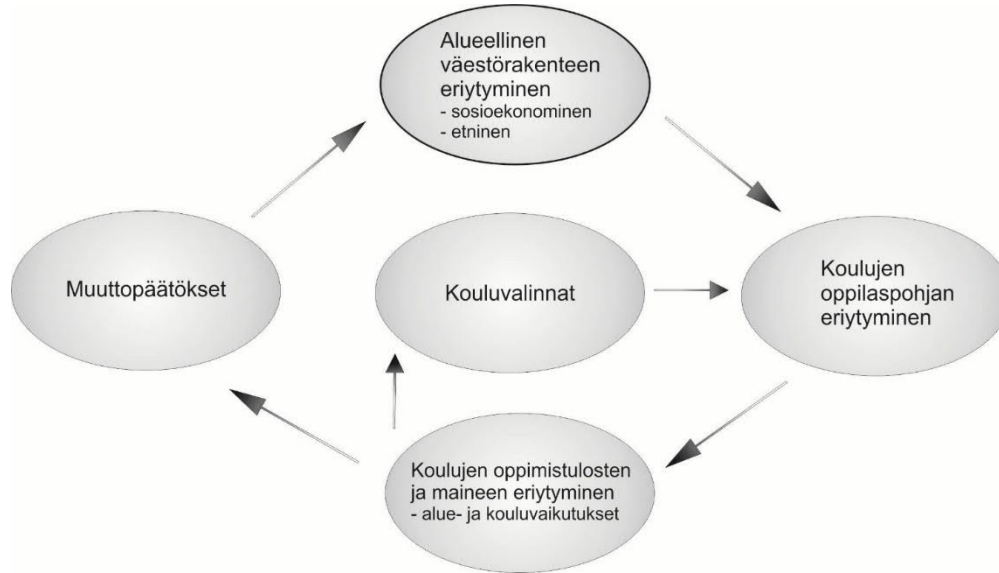 Alueellinen
väestörakenteen
eriytyminen
- sosioekonominen
- etninen
Muuttopäätökset
Kouluvalinnat
Koulujen
oppilaspohjan
eriytyminen
Koulujen oppimistulosten
ja maineen eriytyminen
- alue- ja kouluvaikutukset